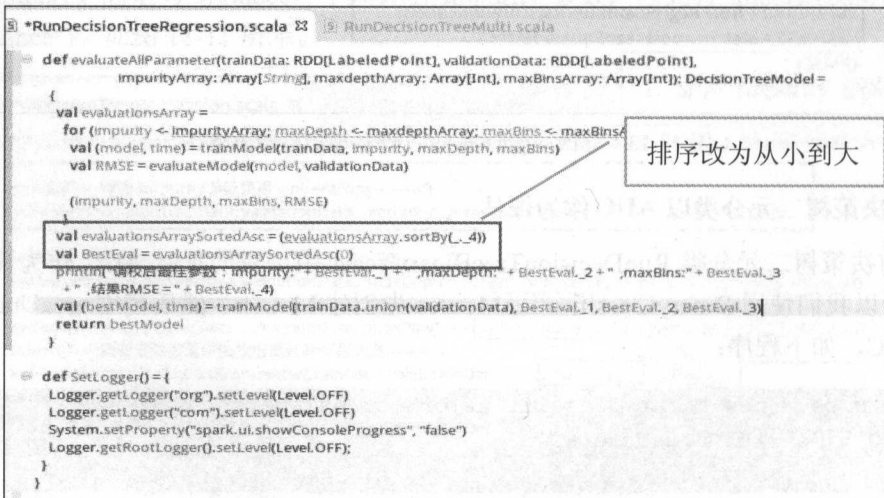 *RunDecisionTreeRegression.scala
RunDecisionTreeMulti.scala
def evaluateAllParameter(trainData: RDD[LabeledPoint], validationData: RDD[LabeledPoint],
impurityArray: Array[String], maxdepthArray: Array[Int], maxBinsArray: Array[Int]): DecisionTreeModel =
{
val evaluationsArray =
for (impurity <- impurityArray; maxDepth <- maxdepthArray; maxBins <- maxBinsA
val (model, time) = trainModel(trainData, impurity, maxDepth, maxBins)
val RMSE = evaluateModel(model, validationData)
排序改为从小到大
(impurity, maxDepth, maxBins, RMSE)
}
val evaluationsArraySortedAsc = (evaluationsArray.sortBy(_._4))
val BestEval = evaluationsArraySortedAsc(0)
println("调校后最佳参数：impurity:" + BestEval._1 + " ,maxDepth:" + BestEval._2 + " ,maxBins:" + BestEval._3
+ " ,结果RMSE = " + BestEval._4)
val (bestModel, time) = trainModel(trainData.union(validationData), BestEval._1, BestEval._2, BestEval._3)
return bestModel
}
def SetLogger() = {
Logger.getLogger("org").setLevel(Level.OFF)
Logger.getLogger("com").setLevel(Level.OFF)
System.setProperty("spark.ui.showConsoleProgress", "false")
Logger.getRootLogger().setLevel(Level.OFF);
}
}